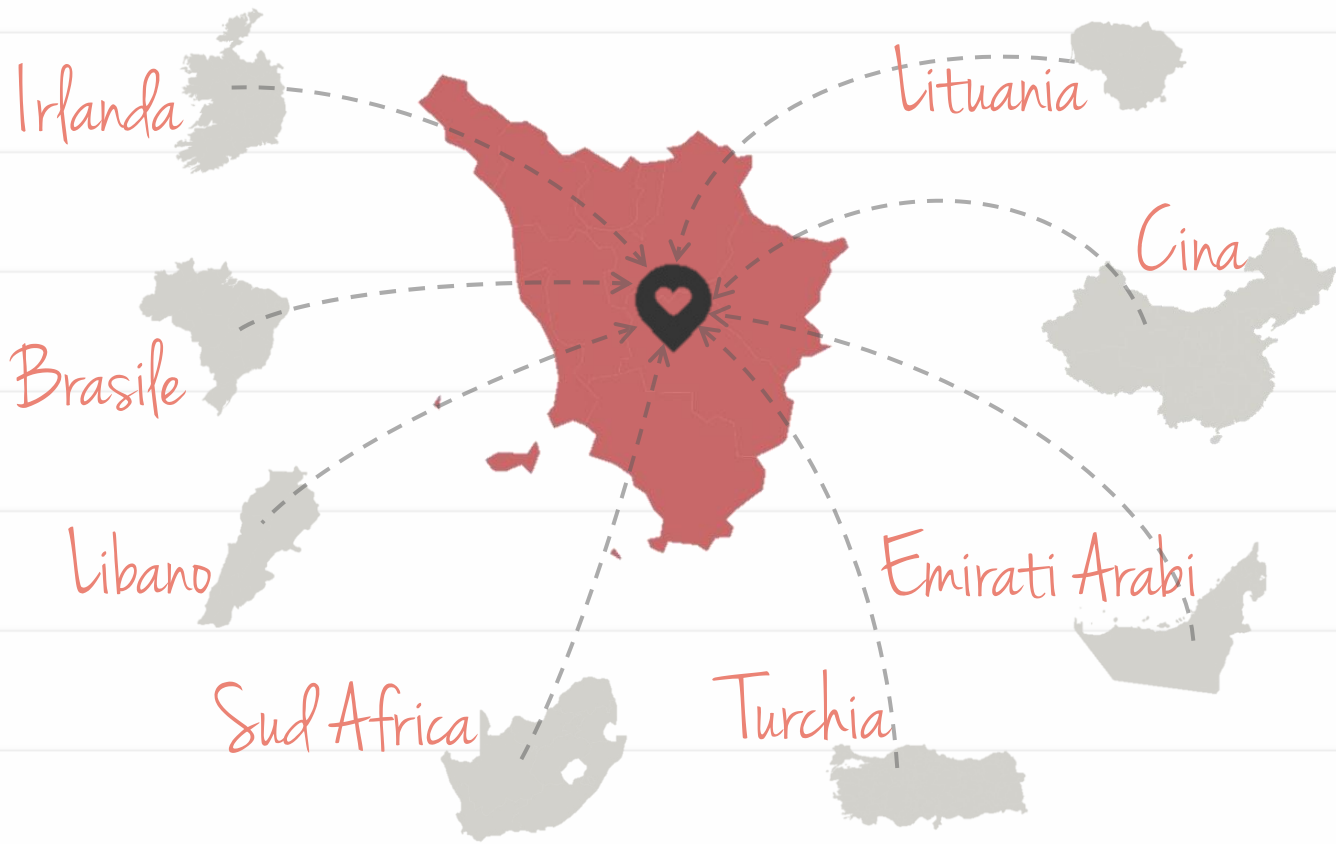 Irlanda
Lituania
Cina
Brasile
Libano
Emirati Arabi
Sud Africa
Turchia